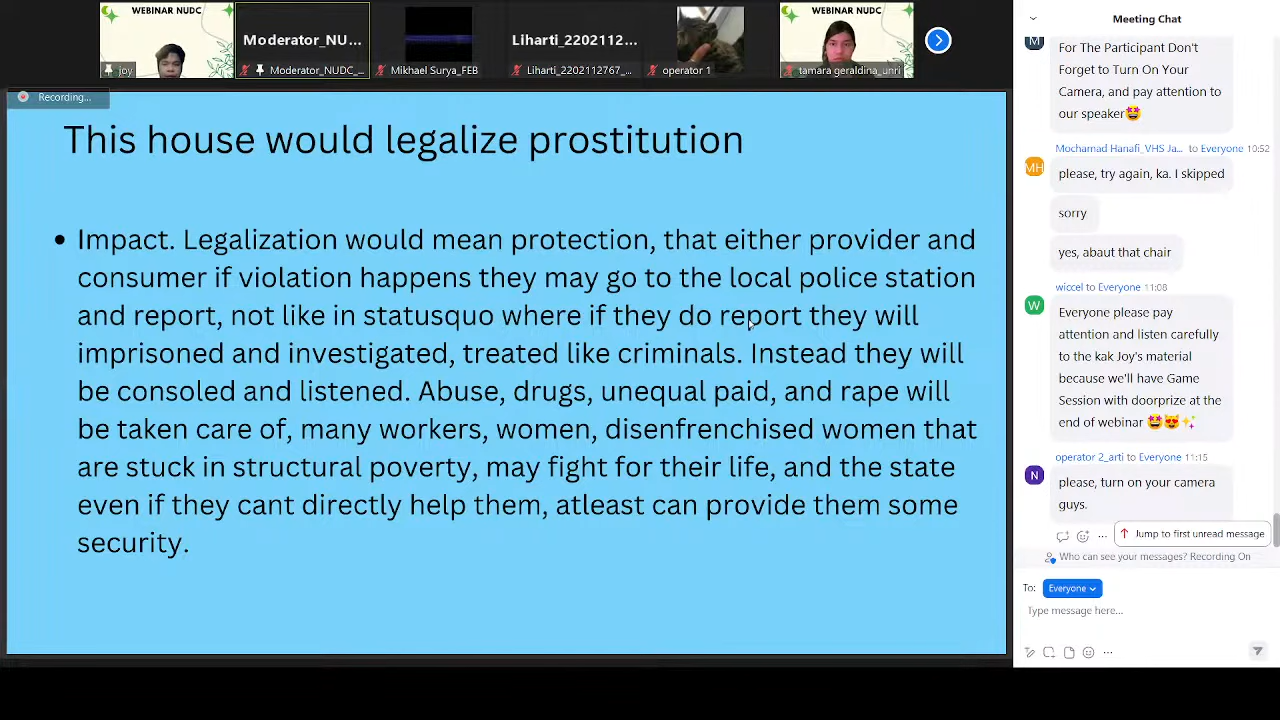 WEBINAR NUDC
joy
Moderator_NU...
Moderator_NUDC_...
Mikhael Surya_FEB
Liharti_2202112...
Liharti_2202112767_...
operator 1
WEBINAR NUDC
tamara geraldina_unri
Recording...
This house would legalize prostitution
• Impact. Legalization would mean protection, that either provider and
consumer if violation happens they may go to the local police station
and report, not like in statusquo where if they do report they will
imprisoned and investigated, treated like criminals. Instead they will
be consoled and listened. Abuse, drugs, unequal paid, and rape will
be taken care of, many workers, women, disenfrenchised women that
are stuck in structural poverty, may fight for their life, and the state
even if they cant directly help them, atleast can provide them some
security.
Meeting Chat
M
For The Participant Don't
Forget to Turn On Your
Camera, and pay attention to
our speaker🤩
Mochamad Hanafi_VHS Ja... to Everyone 10:52
MH
please, try again, ka. I skipped
sorry
yes, abaut that chair
wiccel to Everyone 11:08
W
Everyone please pay
attention and listen carefully
to the kak Joy's material
because we'll have Game
Session with doorprize at the
end of webinar 🤩😻✨
operator 2_arti to Everyone 11:15
N
please, turn on your camera
guys.
Jump to first unread message
Who can see your messages? Recording On
To: Everyone
Type message here...